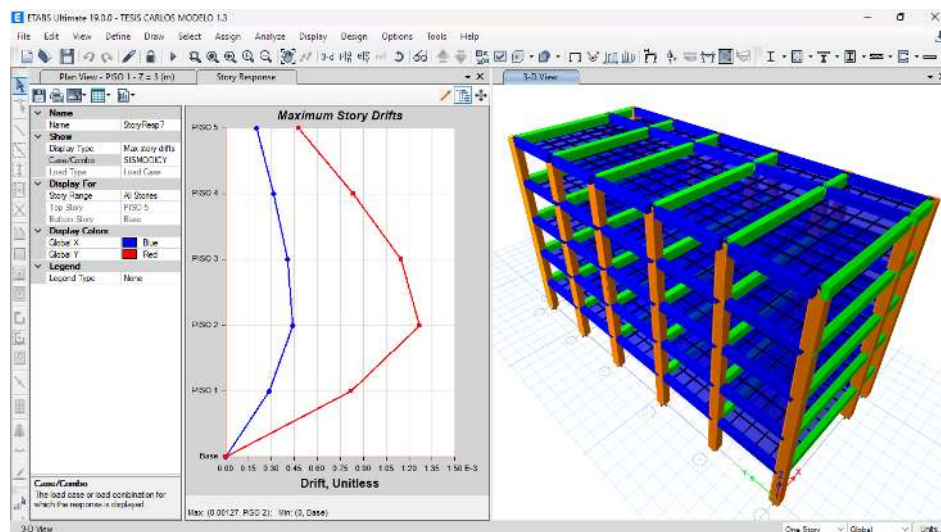 ETABS Ultimate 19.0.0 - TESIS CARLOS MODELO 1.3
File Edit View Define Draw Select Assign Analyze Display Design Options Tools Help
Plan View - PISO 1 - Z = 3 (m)
Story Response
3-D View
Name
Name StoryResp7
Show
Display Type Max story drifts
Case/Combo SISMODICY
Load Type Load Case
Display For
Story Range All Stories
Top Story PISO 5
Bottom Story Base
Display Colors
Global X Blue
Global Y Red
Legend
Legend Type None
Maximum Story Drifts
PISO 5
PISO 4
PISO 3
PISO 2
PISO 1
Base
0.00 0.15 0.30 0.45 0.60 0.75 0.90 1.05 1.20 1.35 1.50 E-3
Drift, Unitless
Case/Combo
The load case or load combination for
which the response is displayed.
Max: (0.00127, PISO 2); Min: (0, Base)
3-D View
One Story
Global
Units